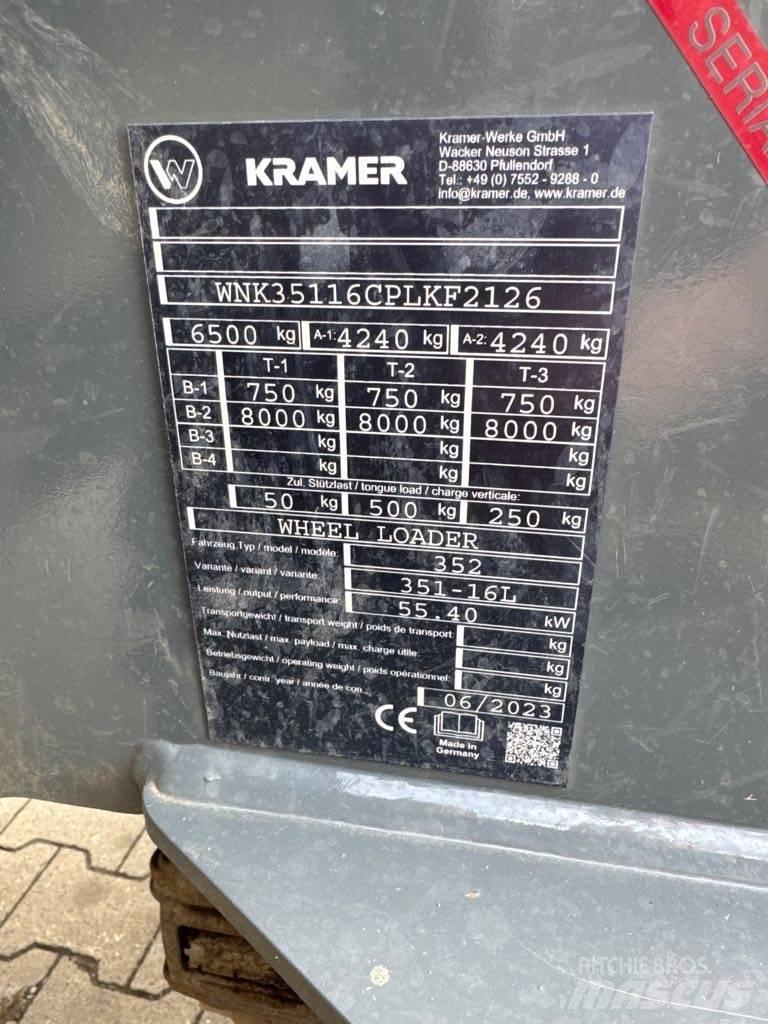 SERIA
W
KRAMER
Kramer-Werke GmbH
Wacker Neuson Strasse 1
D-88630 Pfullendorf
Tel.: +49 (0) 7552 - 9288 - 0
Info@kramer.de, www.kramer.de
WNK35116CPLKF2126
6500 kg A-1: 4240 kg A-2: 4240 kg
T-1 T-2 T-3
B-1 750 kg 750 kg 750 kg
B-2 8000 kg 8000 kg 8000 kg
B-3 kg kg kg
B-4 kg kg kg
Zul. Stützlast / tongue load / charge verticale:
50 kg 500 kg 250 kg
WHEEL LOADER
Fahrzeug Typ / model / modèle: 352
Variante / variant / variante: 351-16L
Leistung / output / performance: 55.40 kW
Transportgewicht / transport weight / poids de transport: kg
Max. Nutzlast / max. payload / max. charge utile: kg
Betriebsgewicht / operating weight / poids opérationnel: kg
Baujahr / contr. year / année de con.. 06/2023
CE
Made in
Germany
RITCHIE BROS.
MASCUS